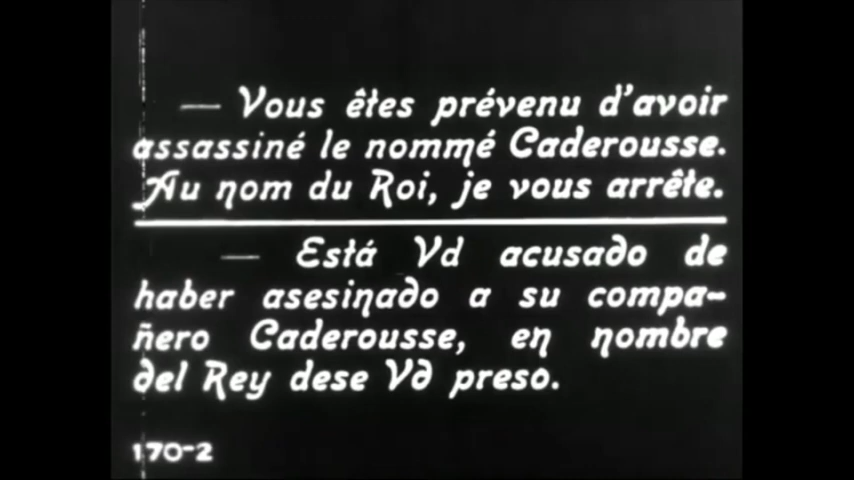 — Vous êtes prévenu d'avoir
assassiné le nommé Caderousse.
Au nom du Roi, je vous arrête.
— Está Vd acusado de
haber asesinado a su compa-
ñero Caderousse, en nombre
del Rey dese Vd preso.
170-2